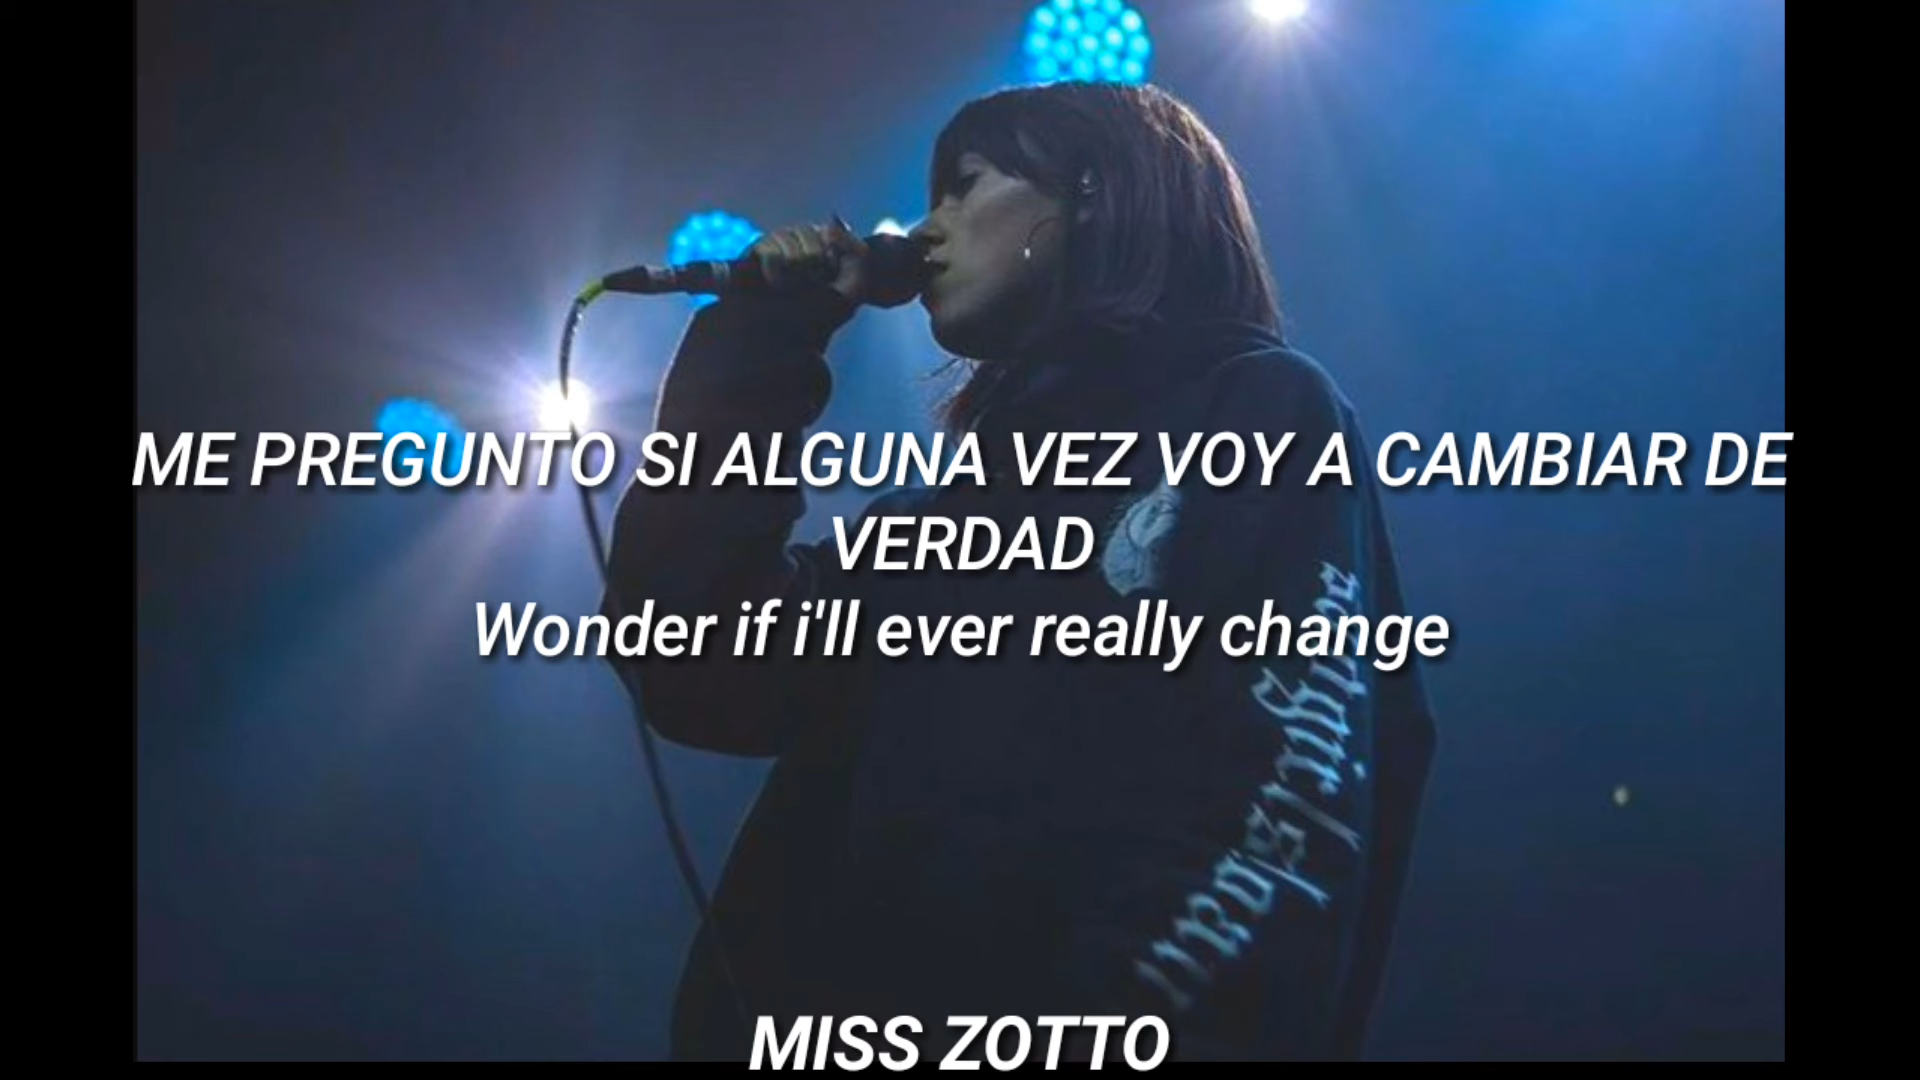 ME PREGUNTO SI ALGUNA VEZ VOY A CAMBIAR DE
VERDAD
Wonder if i'll ever really change
MISS ZOTTO